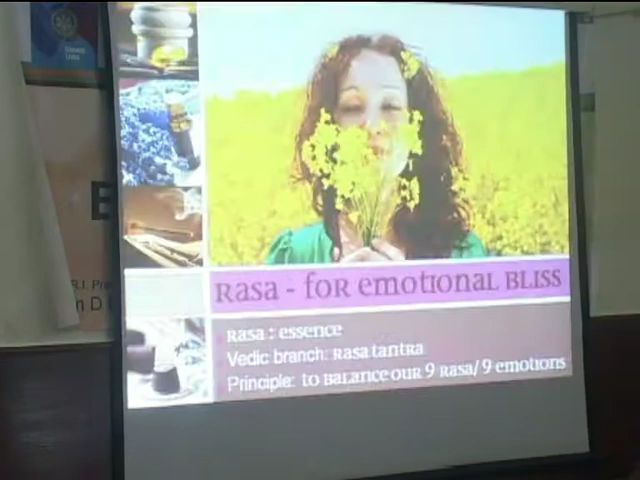 Rasa - for emotional Bliss
Rasa : essence
Vedic branch: Rasa tantra
Principle: to balance our 9 rasa/ 9 emotions